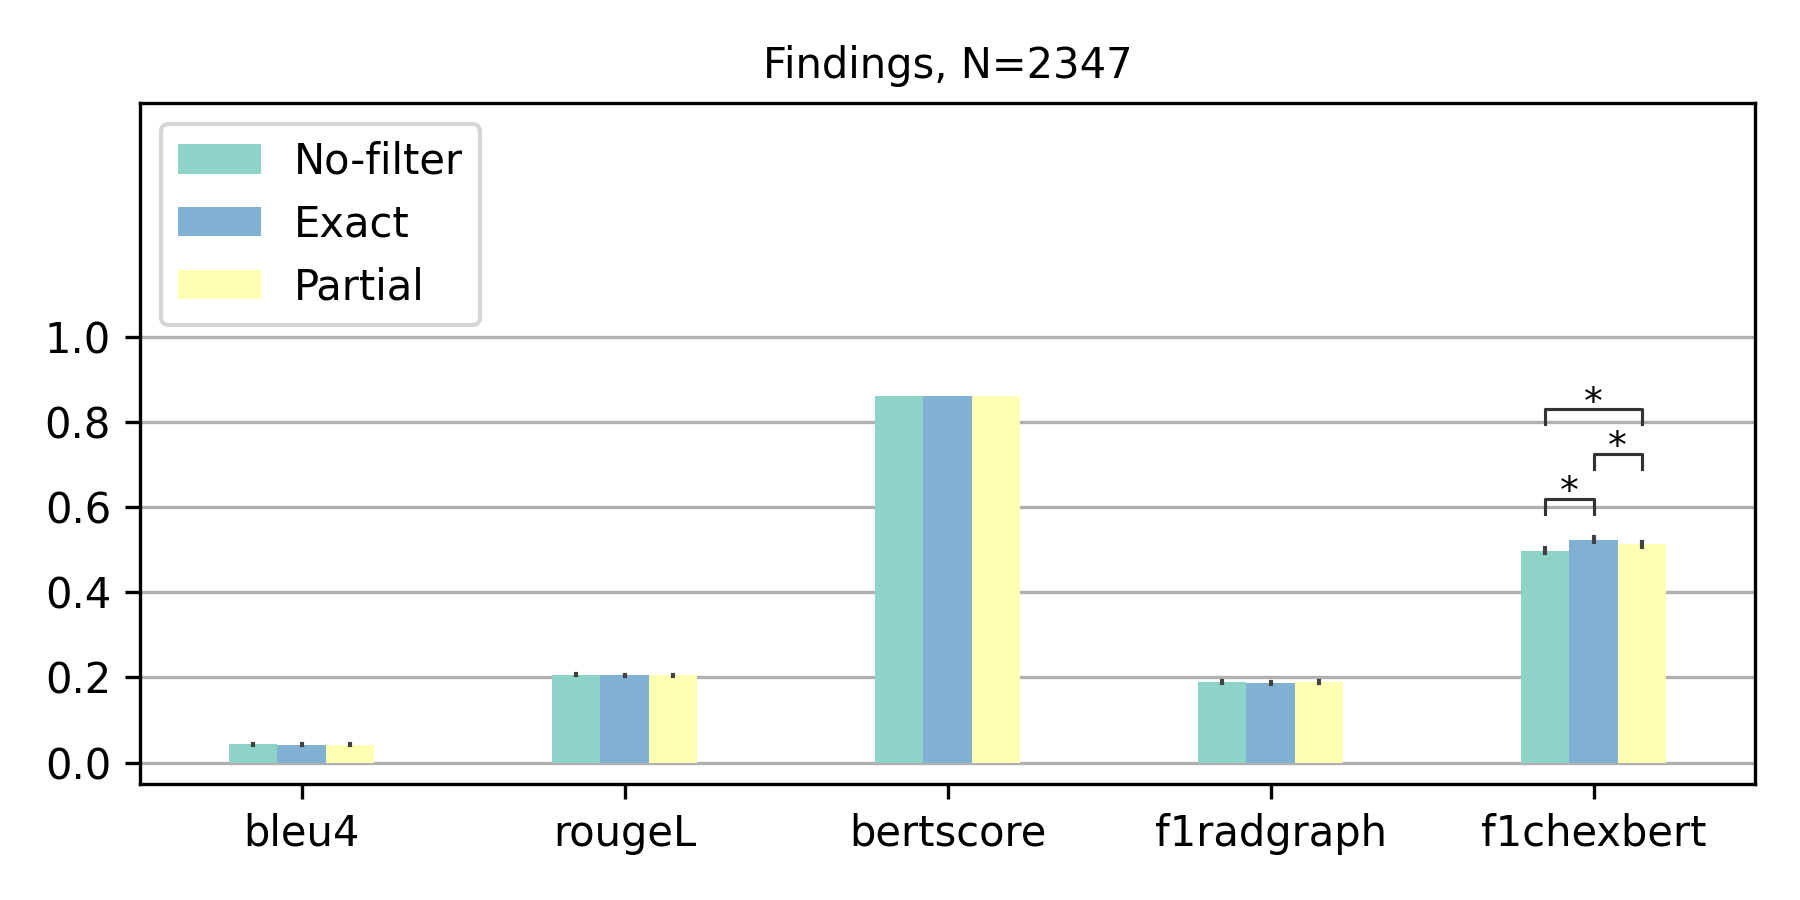 Findings, N=2347
No-filter
Exact
Partial
1.0
0.8
0.6
0.4
0.2
0.0
*
*
*
bleu4
rougeL
bertscore
f1radgraph
f1chexbert